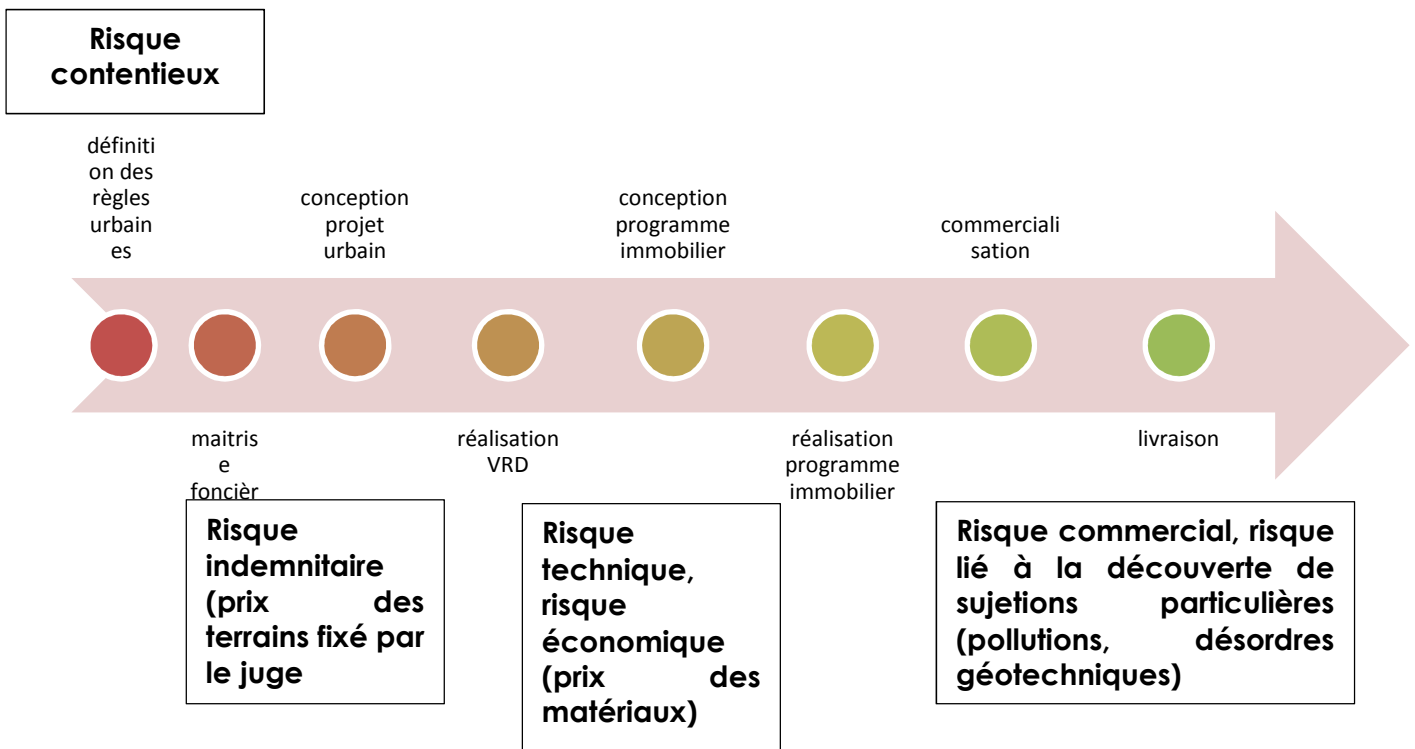 Risque
contentieux
définiti
on des
règles
urbain
es
conception
projet
urbain
conception
programme
immobilier
commerciali
sation
maitris
e
foncièr
réalisation
VRD
réalisation
programme
immobilier
livraison
Risque
indemnitaire
(prix des
terrains fixé par
le juge
Risque
technique,
risque
économique
(prix des
matériaux)
Risque commercial, risque
lié à la découverte de
sujetions particulières
(pollutions, désordres
géotechniques)